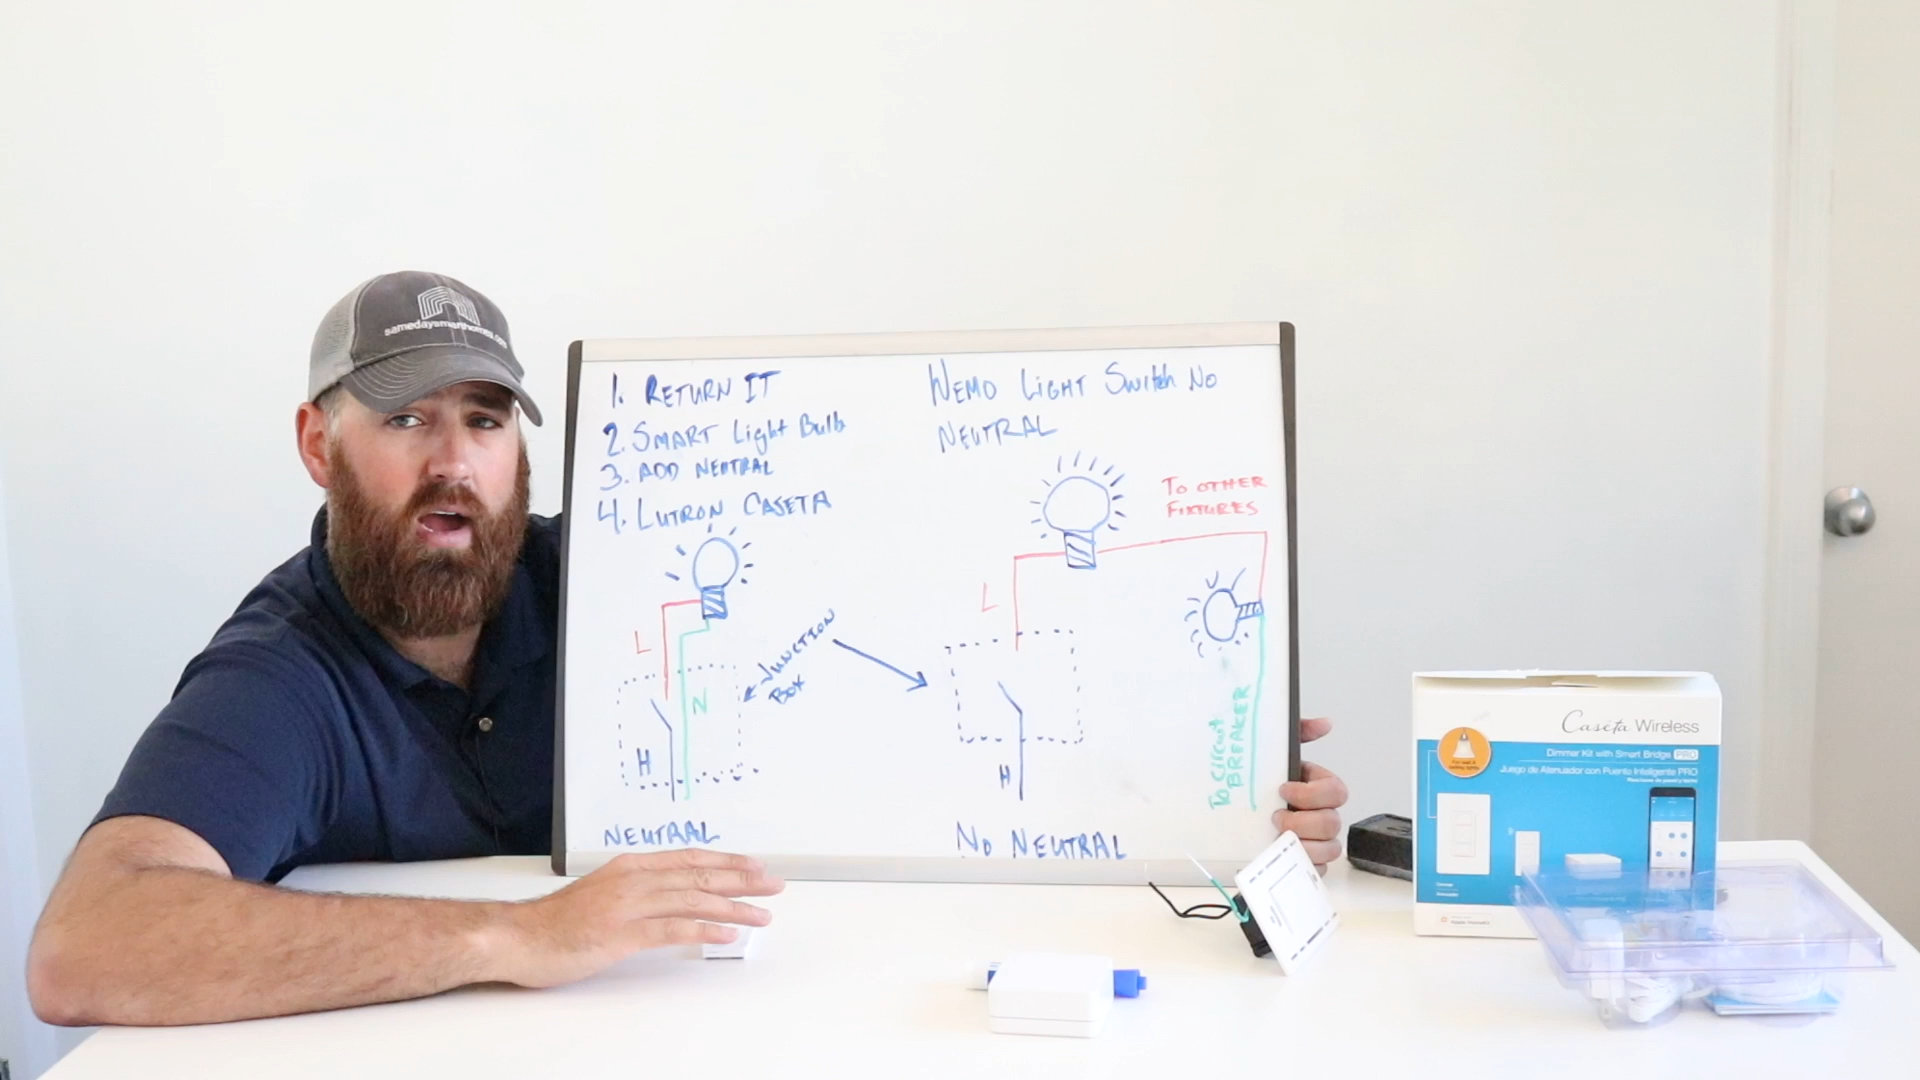 samedaysmarthomes.com
1. RETURN IT
2. SMART Light Bulb
3. ADD NEUTRAL
4. LUTRON CASETA
L
N
H
JUNCTION
BOX
NEUTRAL
WEMO LIGHT Switch No
NEUTRAL
TO OTHER
FIXTURES
L
H
TO CIRCUIT
BREAKER
NO NEUTRAL
Caséta Wireless
Dimmer Kit with Smart Bridge PRO
Juego de Atenuador con Puente Inteligente PRO